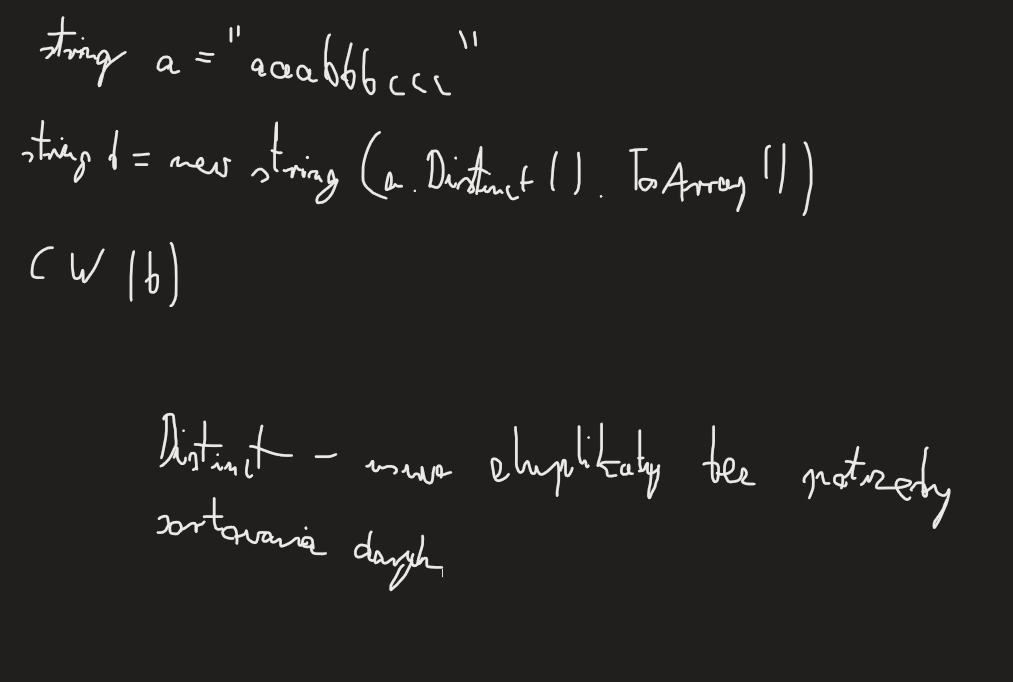 string a = "aaabbbccc"
string b = new string (a. Distinct (). ToArray ())
CW (b)
Distinct - usuwa duplikaty bez potrzeby
sortowania danych